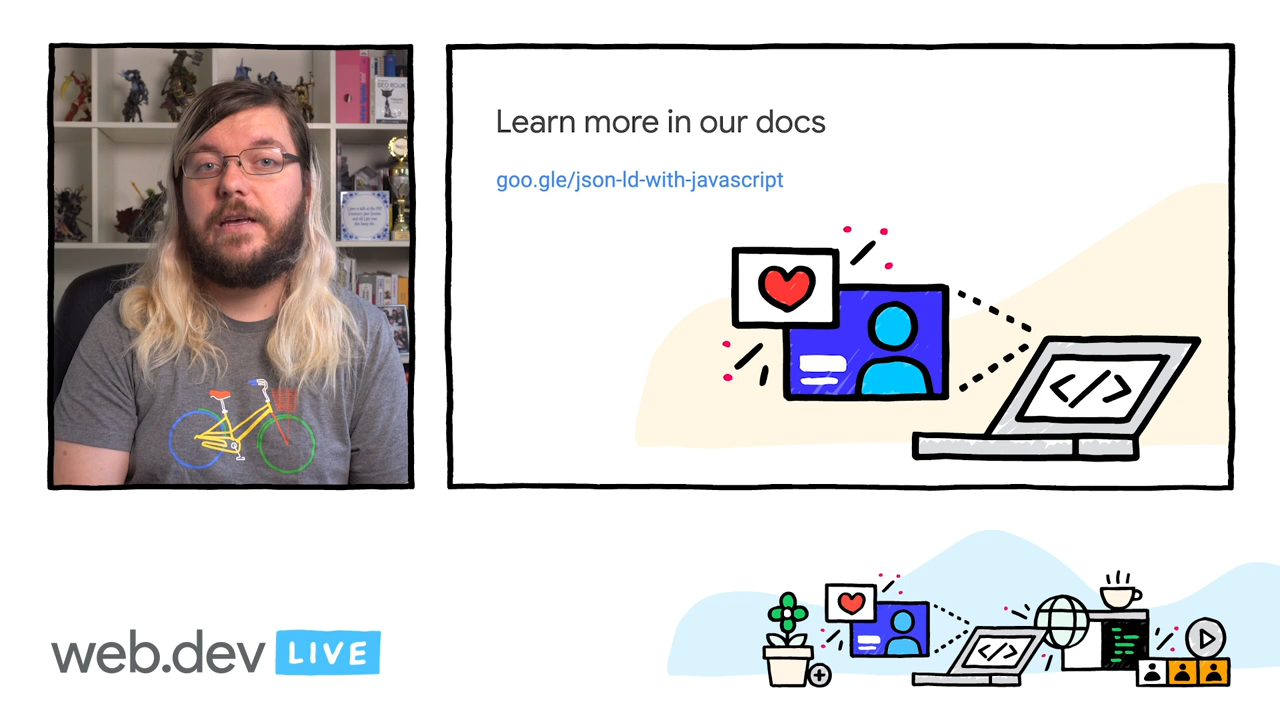 Learn more in our docs
goo.gle/json-ld-with-javascript
</>
web.dev LIVE
</>